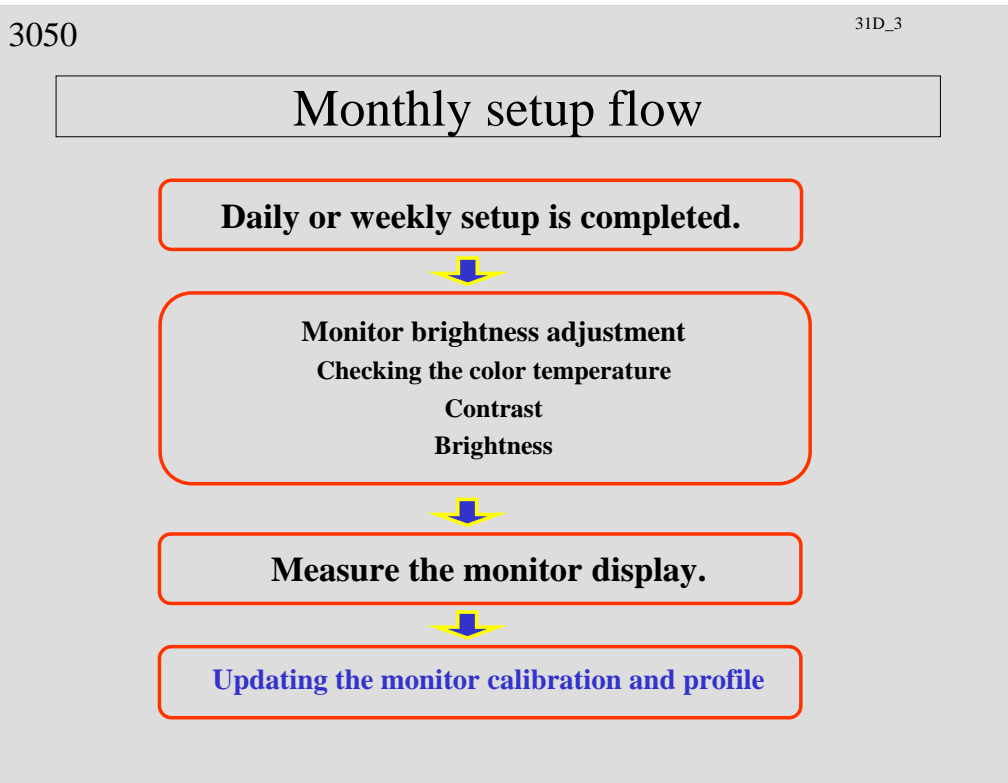 3050
31D_3
Monthly setup flow
Daily or weekly setup is completed.
Monitor brightness adjustment
Checking the color temperature
Contrast
Brightness
Measure the monitor display.
Updating the monitor calibration and profile